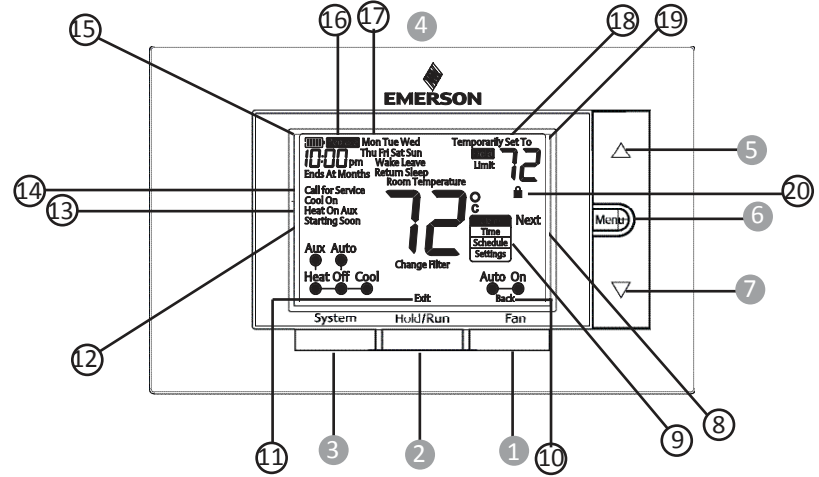 16 17 4 18 19
15
EMERSON
Mon Tue Wed Temporarily Set To
10:00 pm Thu Fri Sat Sun 72
Wake Leave Limit
Ends At Months Return Sleep
Room Temperature
5
14 Call for Service 20
Cool On 72 °
13 Heat On Aux C
Starting Soon Next Menu 6
Time
Schedule
Settings
Aux Auto
Change Filter
Heat Off Cool Auto On 7
Exit Back
System Hold/Run Fan
12
8
9
11 3 2 1 10